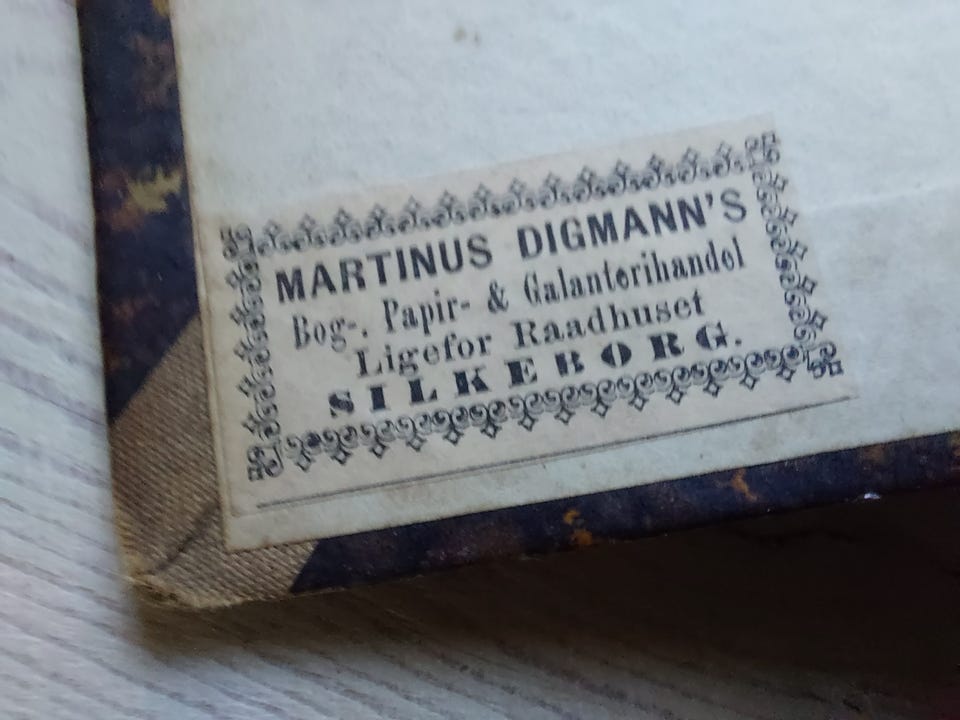 MARTINUS DIGMANN'S
Bog-, Papir- & Galanterihandel
Ligefor Raadhuset
SILKEBORG.